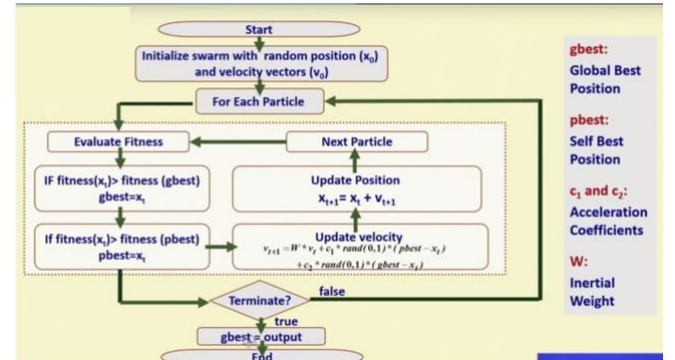 Start
Initialize swarm with random position (x₀)
and velocity vectors (v₀)
For Each Particle
Evaluate Fitness
Next Particle
IF fitness(xₜ)> fitness (gbest)
gbest=xₜ
Update Position
xₜ₊₁= xₜ + vₜ₊₁
If fitness(xₜ)> fitness (pbest)
pbest=xₜ
Update velocity
vₜ₊₁ = W * vₜ + c₁ * rand(0,1)*( pbest − xₜ)
+c₂ * rand(0,1)*( gbest − xₜ)
Terminate?
false
true
gbest = output
End
gbest:
Global Best
Position
pbest:
Self Best
Position
c₁ and c₂:
Acceleration
Coefficients
W:
Inertial
Weight